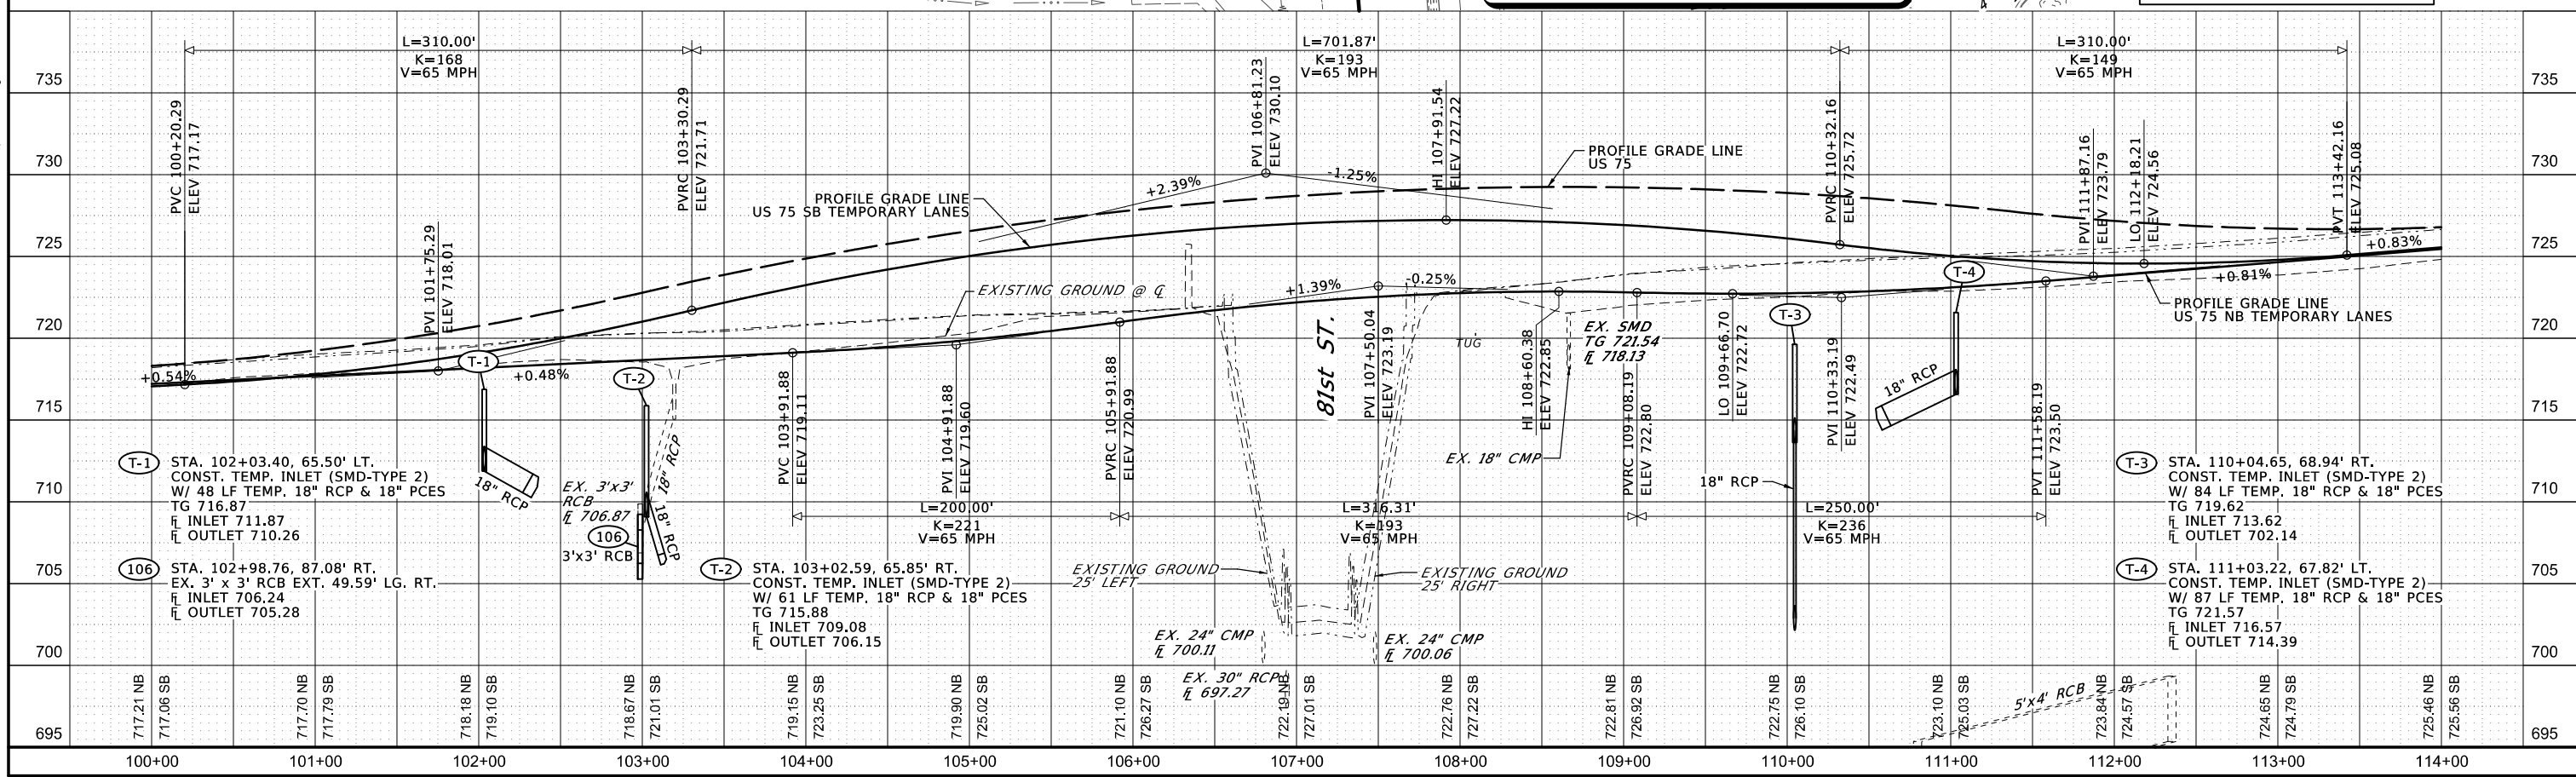 L=310.00'
K=168
V=65 MPH
L=701.87'
K=193
V=65 MPH
L=310.00'
K=149
V=65 MPH
735
735
730
730
725
725
720
720
715
715
710
710
705
705
700
700
695
695
PVC 100+20.29
ELEV 717.17
PVI 101+75.29
ELEV 718.01
PVRC 103+30.29
ELEV 721.71
PVI 106+81.23
ELEV 730.10
HI 107+91.54
ELEV 727.22
PVRC 110+32.16
ELEV 725.72
PVI 111+87.16
ELEV 723.79
LO 112+18.21
ELEV 724.56
PVT 113+42.16
ELEV 725.08
PROFILE GRADE LINE
US 75 SB TEMPORARY LANES
+2.39%
-1.25%
PROFILE GRADE LINE
US 75
+0.83%
+0.81%
PROFILE GRADE LINE
US 75 NB TEMPORARY LANES
EXISTING GROUND @ ℄
+1.39%
-0.25%
+0.54%
+0.48%
T-1
T-2
T-3
T-4
81st ST.
TUG
EX. SMD
TG 721.54
FL 718.13
EX. 18" CMP
PVC 103+91.88
ELEV 719.11
PVI 104+91.88
ELEV 719.60
PVRC 105+91.88
ELEV 720.99
PVI 107+50.04
ELEV 723.19
HI 108+60.38
ELEV 722.85
PVRC 109+08.19
ELEV 722.80
LO 109+66.70
ELEV 722.72
PVI 110+33.19
ELEV 722.49
PVT 111+58.19
ELEV 723.50
18" RCP
18" RCP
18" RCP
18" RCP
18" RCP
EX. 3'x3'
RCB
FL 706.87
106
3'x3' RCB
L=200.00'
K=221
V=65 MPH
L=316.31'
K=193
V=65 MPH
L=250.00'
K=236
V=65 MPH
T-1
STA. 102+03.40, 65.50' LT.
CONST. TEMP. INLET (SMD-TYPE 2)
W/ 48 LF TEMP. 18" RCP & 18" PCES
TG 716.87
FL INLET 711.87
FL OUTLET 710.26
106
STA. 102+98.76, 87.08' RT.
EX. 3' x 3' RCB EXT. 49.59' LG. RT.
FL INLET 706.24
FL OUTLET 705.28
T-2
STA. 103+02.59, 65.85' RT.
CONST. TEMP. INLET (SMD-TYPE 2)
W/ 61 LF TEMP. 18" RCP & 18" PCES
TG 715.88
FL INLET 709.08
FL OUTLET 706.15
EXISTING GROUND
25' LEFT
EXISTING GROUND
25' RIGHT
EX. 24" CMP
FL 700.11
EX. 24" CMP
FL 700.06
EX. 30" RCP
FL 697.27
T-3
STA. 110+04.65, 68.94' RT.
CONST. TEMP. INLET (SMD-TYPE 2)
W/ 84 LF TEMP. 18" RCP & 18" PCES
TG 719.62
FL INLET 713.62
FL OUTLET 702.14
T-4
STA. 111+03.22, 67.82' LT.
CONST. TEMP. INLET (SMD-TYPE 2)
W/ 87 LF TEMP. 18" RCP & 18" PCES
TG 721.57
FL INLET 716.57
FL OUTLET 714.39
5'x4' RCB
717.21 NB
717.06 SB
717.70 NB
717.79 SB
718.18 NB
719.10 SB
718.67 NB
721.01 SB
719.15 NB
723.25 SB
719.90 NB
725.02 SB
721.10 NB
726.27 SB
722.19 NB
727.01 SB
722.76 NB
727.22 SB
722.81 NB
726.92 SB
722.75 NB
726.10 SB
723.10 NB
725.03 SB
723.84 NB
724.57 SB
724.65 NB
724.79 SB
725.46 NB
725.56 SB
100+00
101+00
102+00
103+00
104+00
105+00
106+00
107+00
108+00
109+00
110+00
111+00
112+00
113+00
114+00